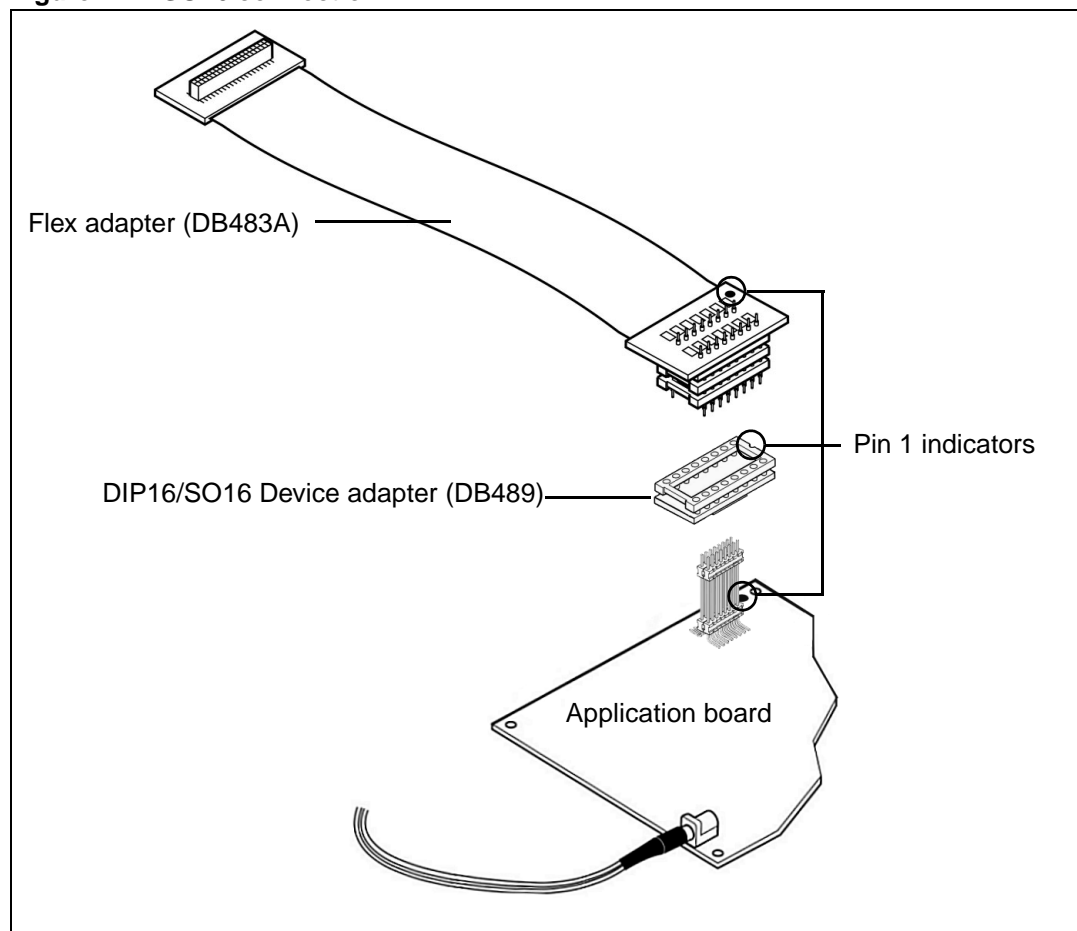 Flex adapter (DB483A)
Pin 1 indicators
DIP16/SO16 Device adapter (DB489)
Application board